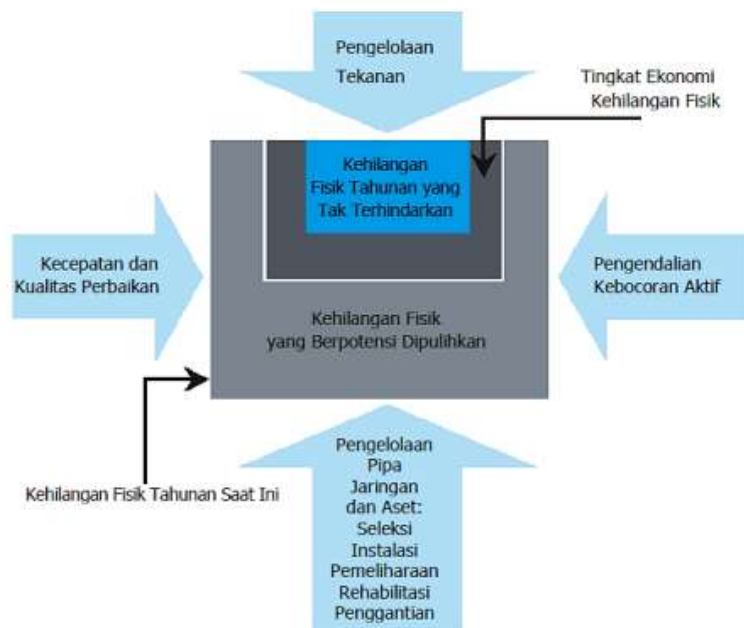 Pengelolaan
Tekanan
Tingkat Ekonomi
Kehilangan Fisik
Kehilangan
Fisik Tahunan yang
Tak Terhindarkan
Kecepatan dan
Kualitas Perbaikan
Pengendalian
Kebocoran Aktif
Kehilangan Fisik
yang Berpotensi Dipulihkan
Kehilangan Fisik Tahunan Saat Ini
Pengelolaan
Pipa
Jaringan
dan Aset:
Seleksi
Instalasi
Pemeliharaan
Rehabilitasi
Penggantian